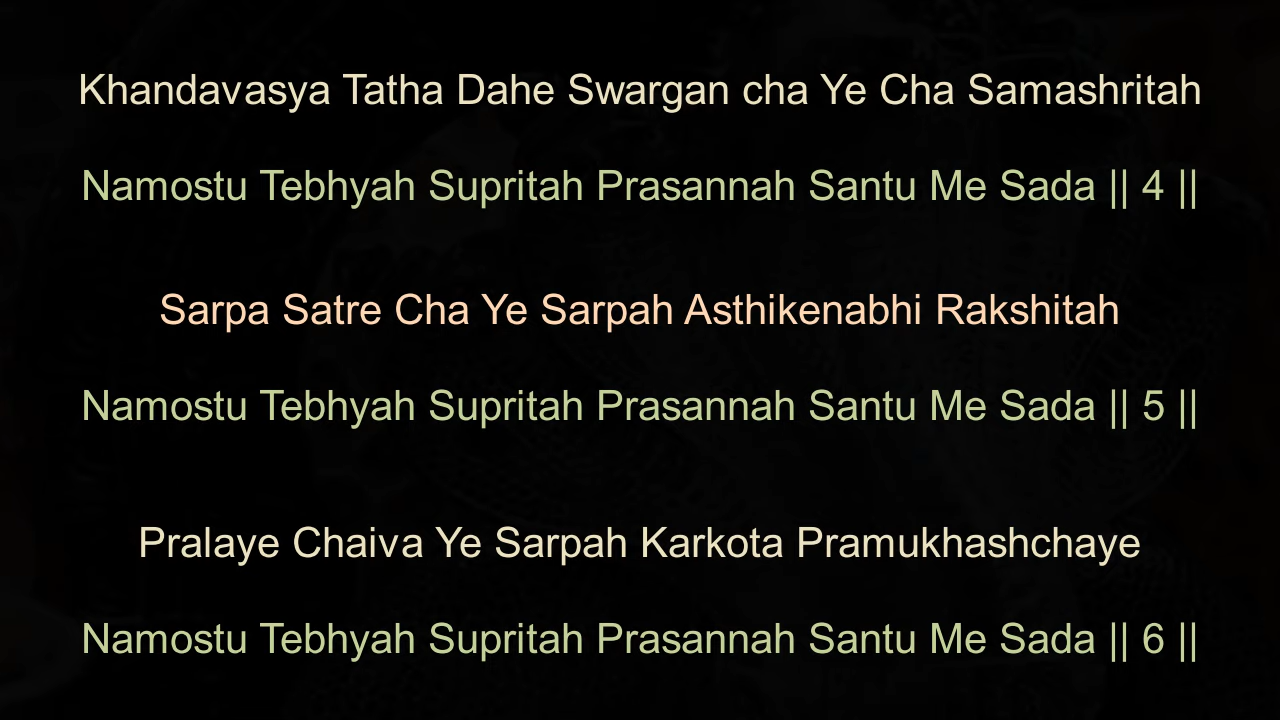 Khandavasya Tatha Dahe Swargan cha Ye Cha Samashritah
Namostu Tebhyah Supritah Prasannah Santu Me Sada || 4 ||
Sarpa Satre Cha Ye Sarpah Asthikenabhi Rakshitah
Namostu Tebhyah Supritah Prasannah Santu Me Sada || 5 ||
Pralaye Chaiva Ye Sarpah Karkota Pramukhashchaye
Namostu Tebhyah Supritah Prasannah Santu Me Sada || 6 ||